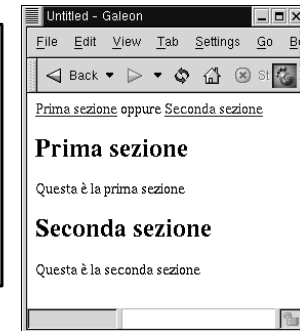 Untitled - Galeon
File Edit View Tab Settings Go
Back St
Prima sezione oppure Seconda sezione
Prima sezione
Questa è la prima sezione
Seconda sezione
Questa è la seconda sezione